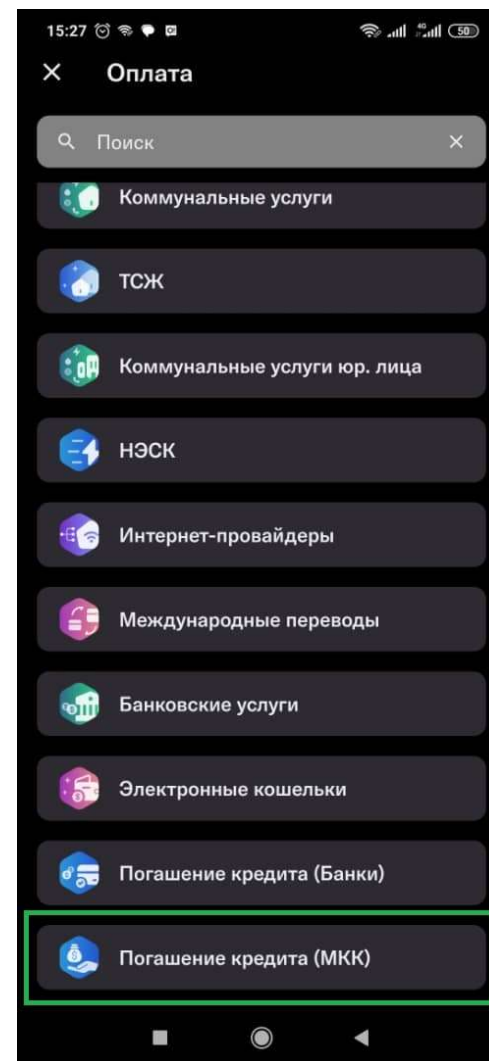 15:27 4G 50
Оплата
Поиск
Коммунальные услуги
ТСЖ
Коммунальные услуги юр. лица
НЭСК
Интернет-провайдеры
Международные переводы
Банковские услуги
Электронные кошельки
Погашение кредита (Банки)
Погашение кредита (МКК)